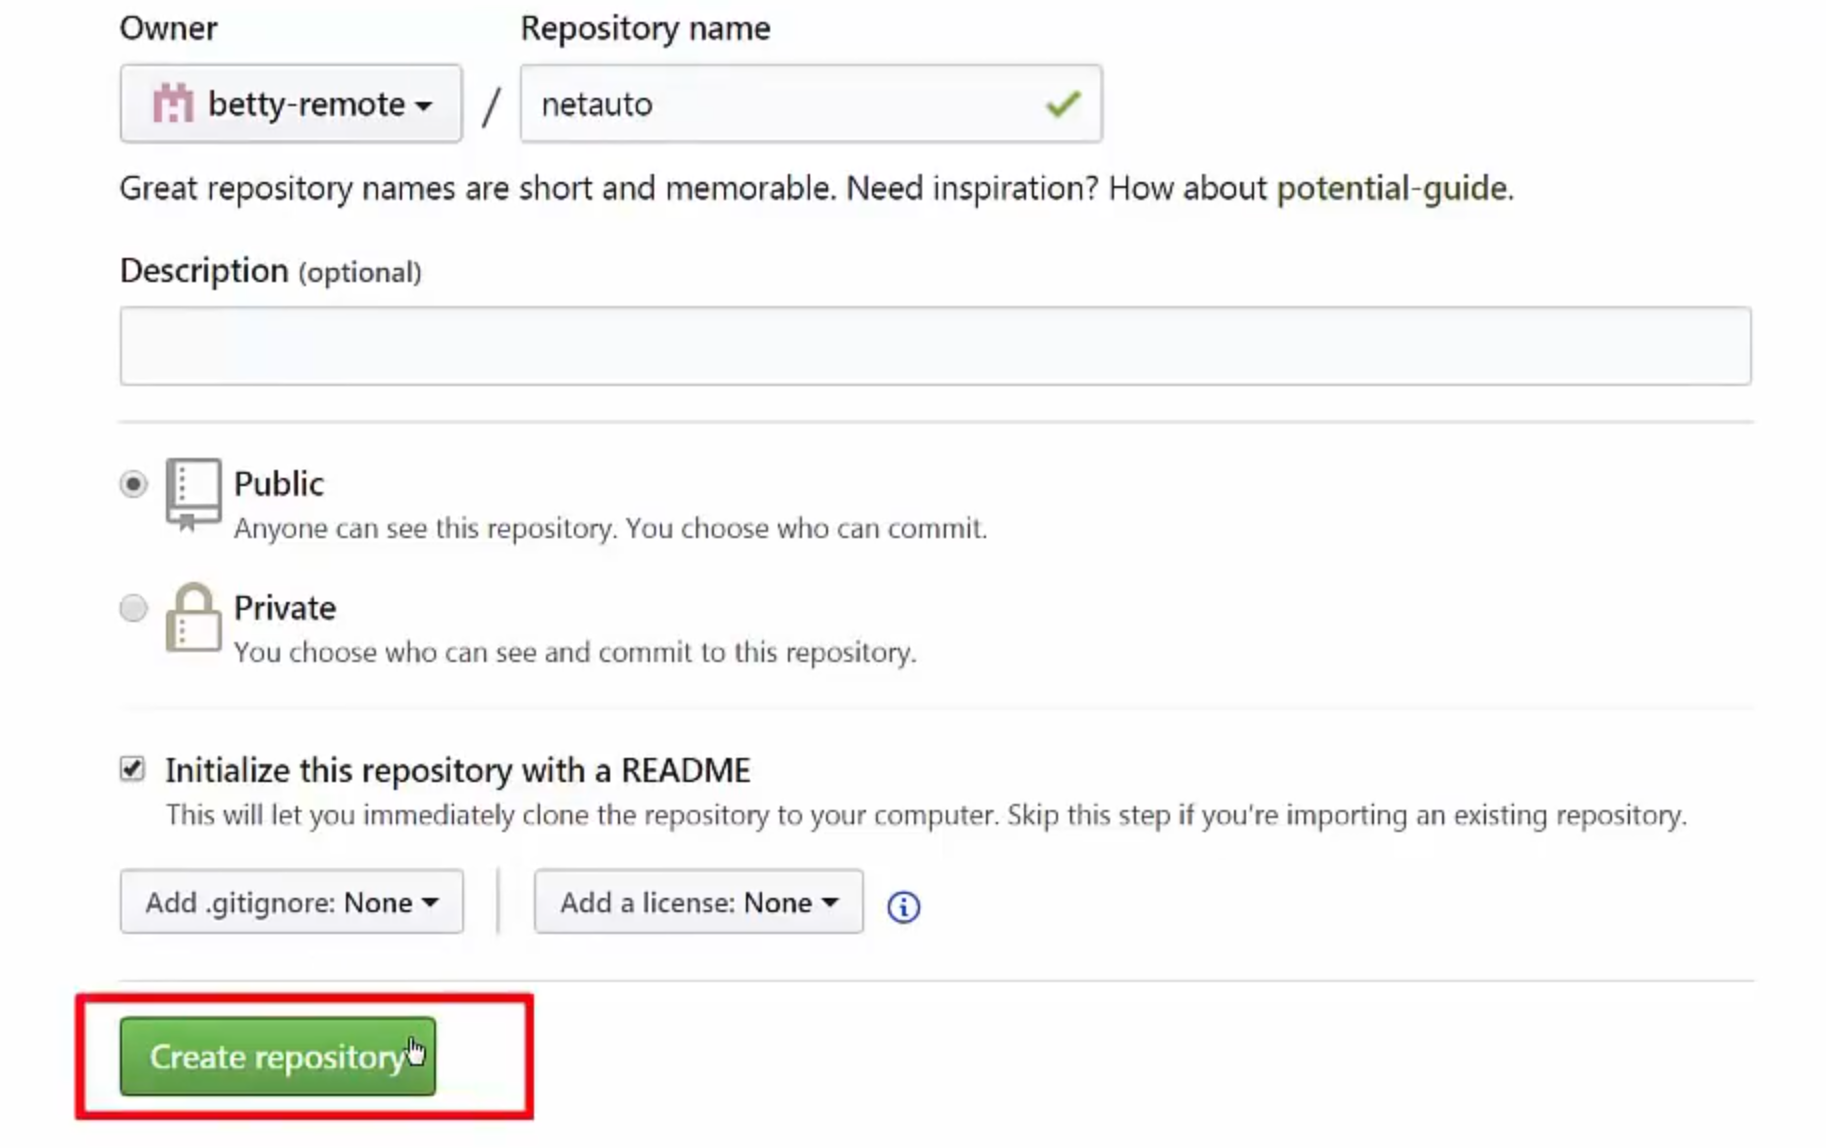 Owner Repository name
betty-remote / netauto
Great repository names are short and memorable. Need inspiration? How about potential-guide.
Description (optional)
Public
Anyone can see this repository. You choose who can commit.
Private
You choose who can see and commit to this repository.
Initialize this repository with a README
This will let you immediately clone the repository to your computer. Skip this step if you're importing an existing repository.
Add .gitignore: None Add a license: None
Create repository